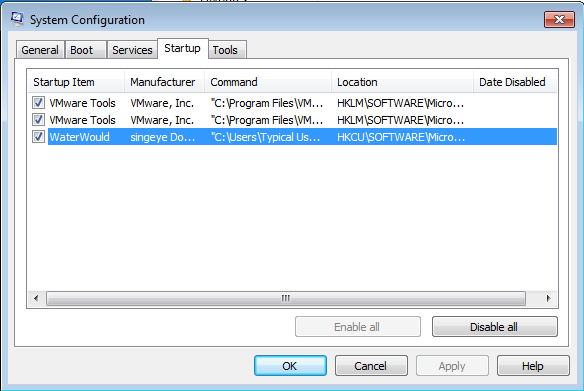 System Configuration
General Boot Services Startup Tools
Startup Item Manufacturer Command Location Date Disabled
VMware Tools VMware, Inc. "C:\Program Files\VM... HKLM\SOFTWARE\Micro...
VMware Tools VMware, Inc. "C:\Program Files\VM... HKLM\SOFTWARE\Micro...
WaterWould singeye Do... "C:\Users\Typical Us... HKCU\SOFTWARE\Micro...
Enable all Disable all
OK Cancel Apply Help